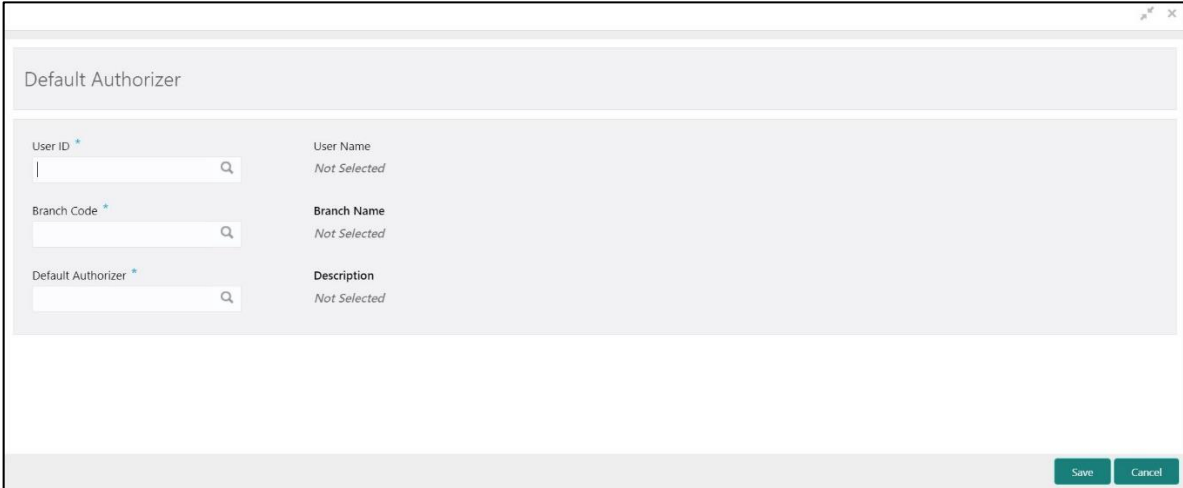 Default Authorizer
User ID *
User Name
Not Selected
Branch Code *
Branch Name
Not Selected
Default Authorizer *
Description
Not Selected
Save
Cancel